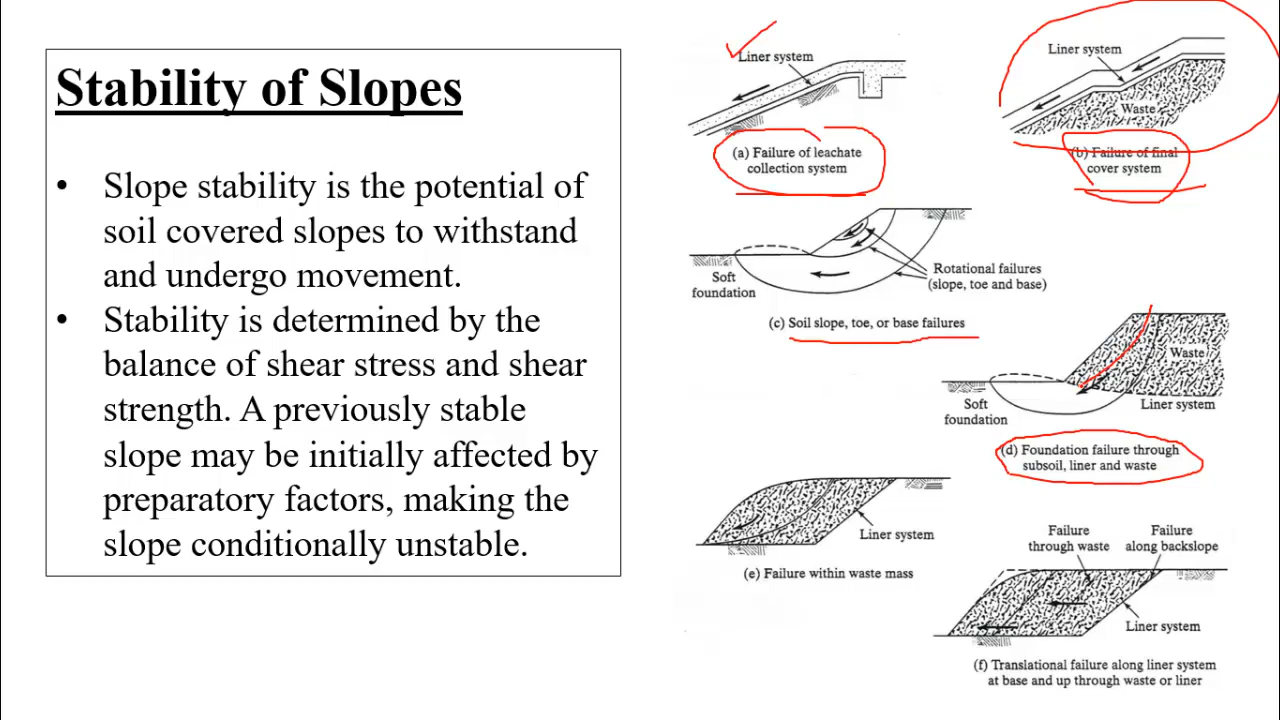 Stability of Slopes
• Slope stability is the potential of
soil covered slopes to withstand
and undergo movement.
• Stability is determined by the
balance of shear stress and shear
strength. A previously stable
slope may be initially affected by
preparatory factors, making the
slope conditionally unstable.
Liner system
(a) Failure of leachate
collection system
Liner system
Waste
(b) Failure of final
cover system
Soft
foundation
Rotational failures
(slope, toe and base)
(c) Soil slope, toe, or base failures
Waste
Soft
foundation
Liner system
(d) Foundation failure through
subsoil, liner and waste
Liner system
(e) Failure within waste mass
Failure
through waste
Failure
along backslope
Liner system
(f) Translational failure along liner system
at base and up through waste or liner